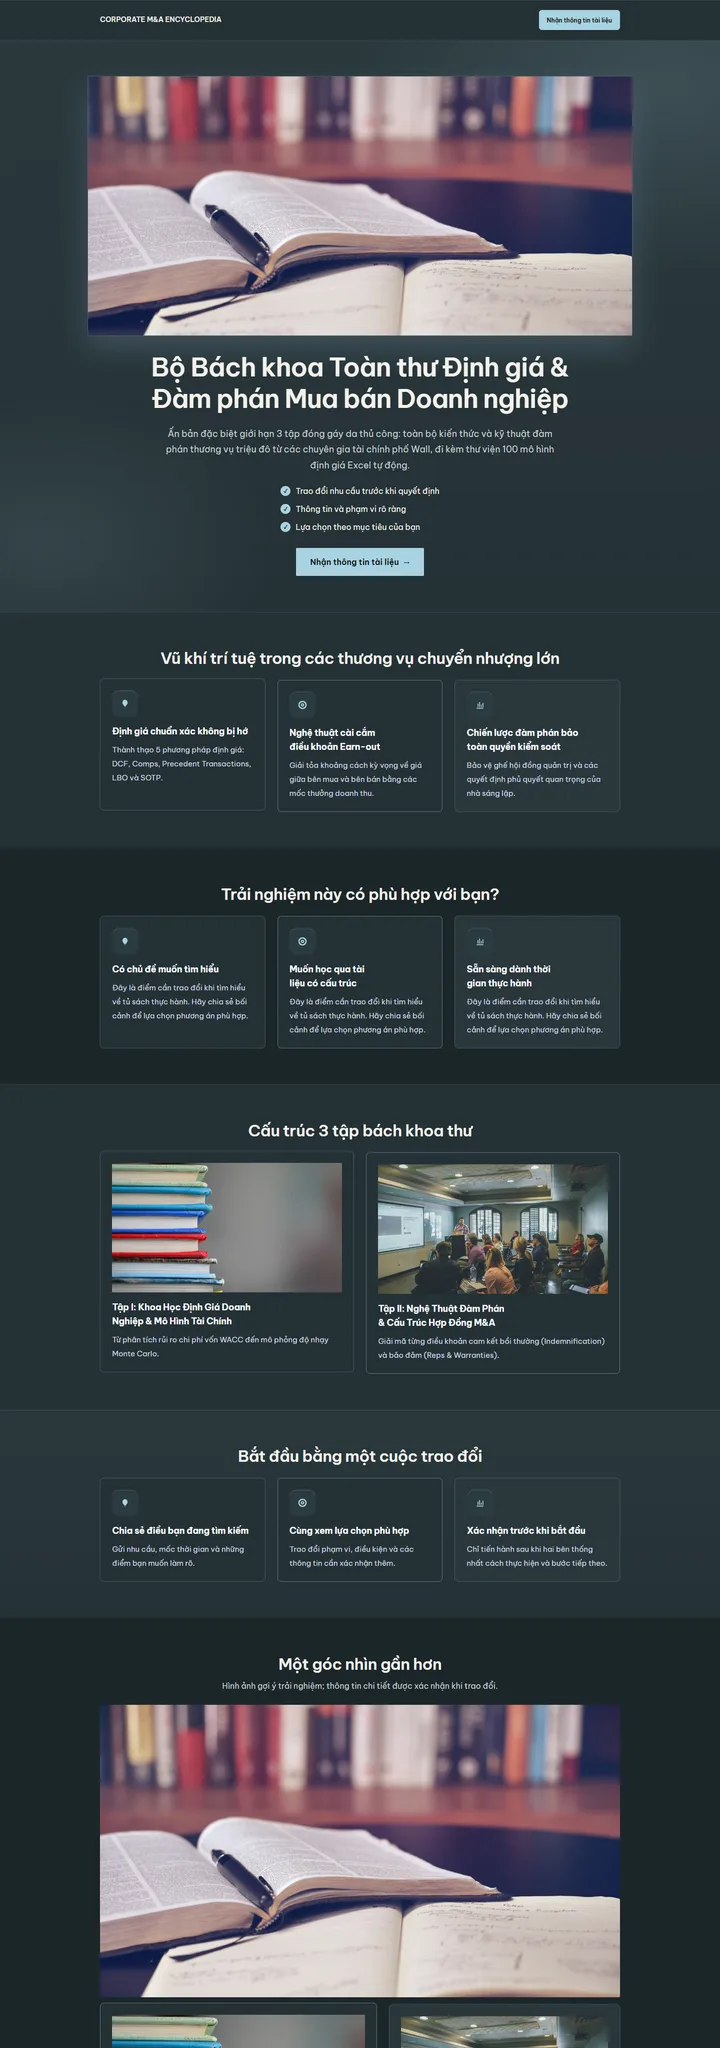 CORPORATE M&A ENCYCLOPEDIA
Nhận thông tin tài liệu
Bộ Bách khoa Toàn thư Định giá &
Đàm phán Mua bán Doanh nghiệp
Ấn bản đặc biệt giới hạn 3 tập đóng gáy da thủ công: toàn bộ kiến thức và kỹ thuật đàm
phán thương vụ triệu đô từ các chuyên gia tài chính phố Wall, đi kèm thư viện 100 mô hình
định giá Excel tự động.
Trao đổi nhu cầu trước khi quyết định
Thông tin và phạm vi rõ ràng
Lựa chọn theo mục tiêu của bạn
Nhận thông tin tài liệu →
Vũ khí trí tuệ trong các thương vụ chuyển nhượng lớn
Định giá chuẩn xác không bị hớ
Thành thạo 5 phương pháp định giá:
DCF, Comps, Precedent Transactions,
LBO và SOTP.
Nghệ thuật cài cắm
điều khoản Earn-out
Giải tỏa khoảng cách kỳ vọng về giá
giữa bên mua và bên bán bằng các
mốc thưởng doanh thu.
Chiến lược đàm phán bảo
toàn quyền kiểm soát
Bảo vệ ghế hội đồng quản trị và các
quyết định phủ quyết quan trọng của
nhà sáng lập.
Trải nghiệm này có phù hợp với bạn?
Có chủ đề muốn tìm hiểu
Đây là điểm cần trao đổi khi tìm hiểu
về tủ sách thực hành. Hãy chia sẻ bối
cảnh để lựa chọn phương án phù hợp.
Muốn học qua tài
liệu có cấu trúc
Đây là điểm cần trao đổi khi tìm hiểu
về tủ sách thực hành. Hãy chia sẻ bối
cảnh để lựa chọn phương án phù hợp.
Sẵn sàng dành thời
gian thực hành
Đây là điểm cần trao đổi khi tìm hiểu
về tủ sách thực hành. Hãy chia sẻ bối
cảnh để lựa chọn phương án phù hợp.
Cấu trúc 3 tập bách khoa thư
Tập I: Khoa Học Định Giá Doanh
Nghiệp & Mô Hình Tài Chính
Từ phân tích rủi ro chi phí vốn WACC đến mô phỏng độ nhạy
Monte Carlo.
Tập II: Nghệ Thuật Đàm Phán
& Cấu Trúc Hợp Đồng M&A
Giải mã từng điều khoản cam kết bồi thường (Indemnification)
và bảo đảm (Reps & Warranties).
Bắt đầu bằng một cuộc trao đổi
Chia sẻ điều bạn đang tìm kiếm
Gửi nhu cầu, mốc thời gian và những
điểm bạn muốn làm rõ.
Cùng xem lựa chọn phù hợp
Trao đổi phạm vi, điều kiện và các
thông tin cần xác nhận thêm.
Xác nhận trước khi bắt đầu
Chỉ tiến hành sau khi hai bên thống
nhất cách thực hiện và bước tiếp theo.
Một góc nhìn gần hơn
Hình ảnh gợi ý trải nghiệm; thông tin chi tiết được xác nhận khi trao đổi.